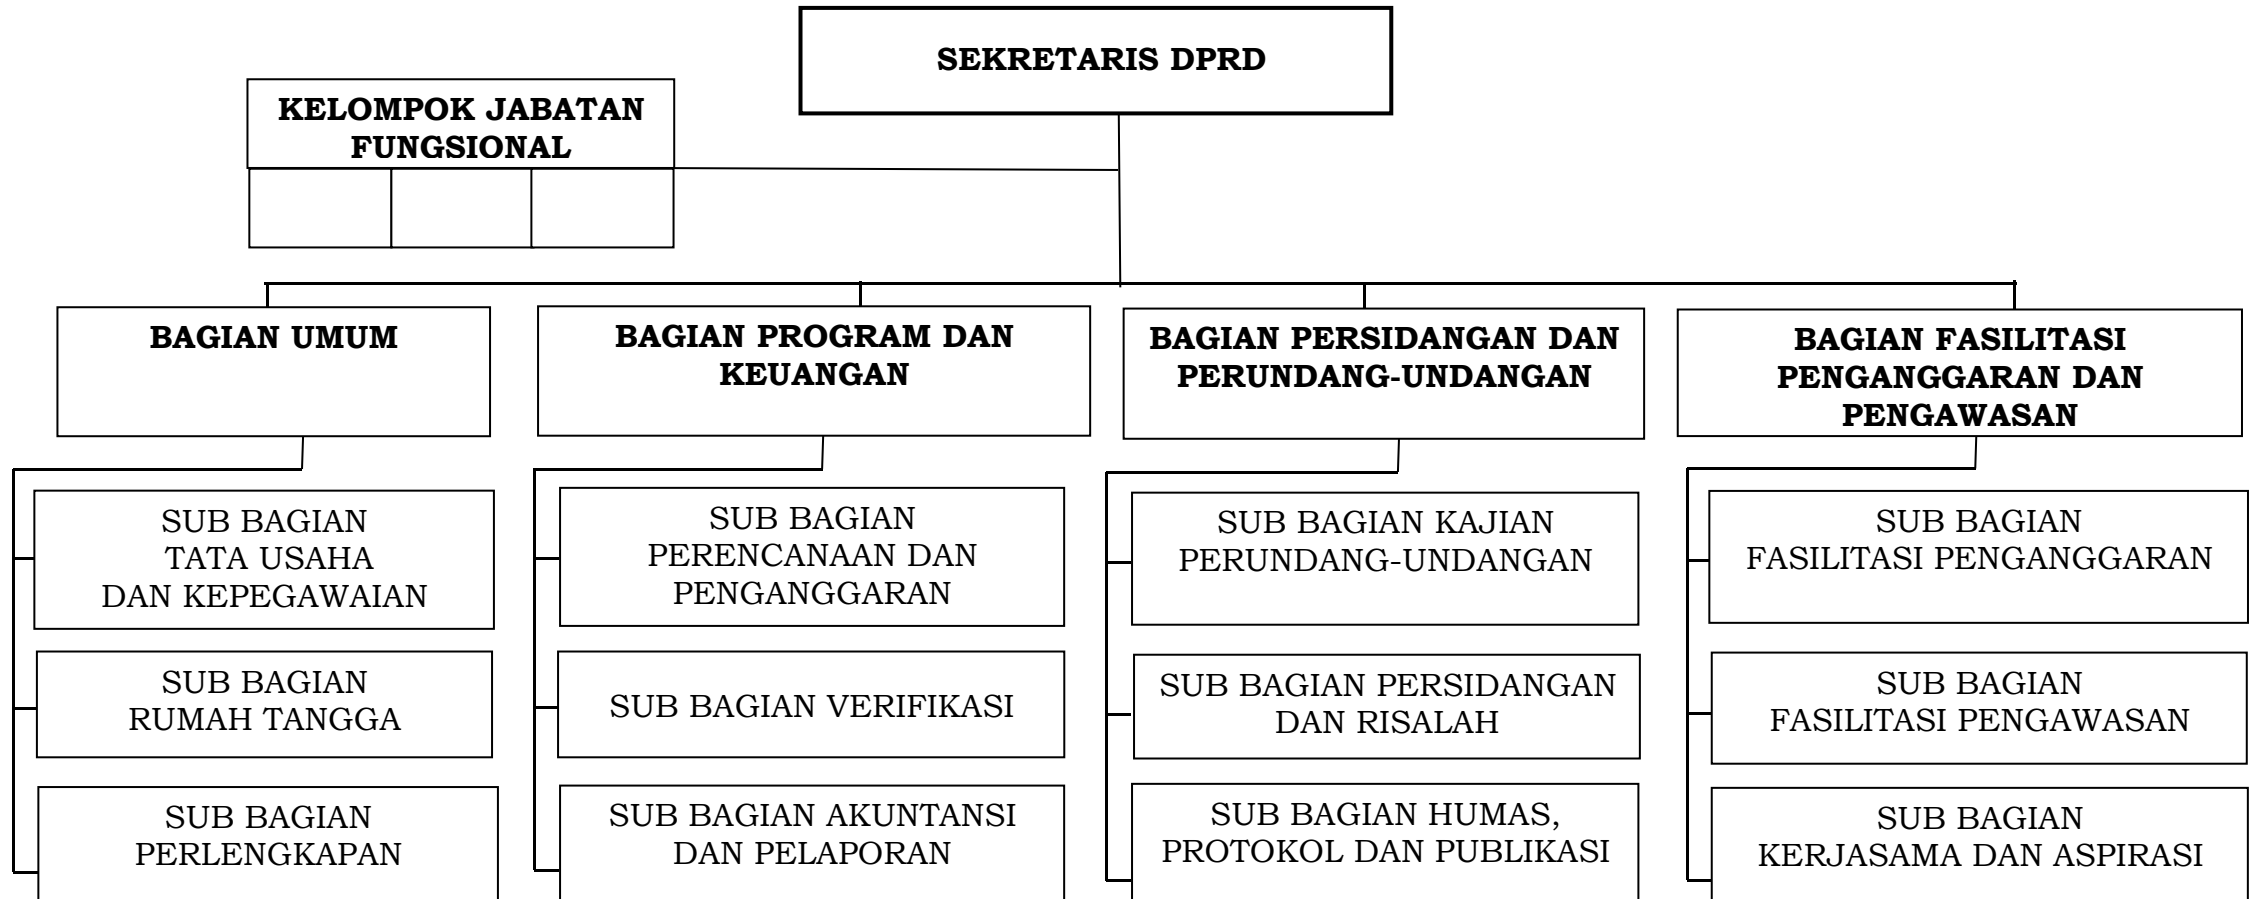 SEKRETARIS DPRD
KELOMPOK JABATAN
FUNGSIONAL
BAGIAN UMUM
BAGIAN PROGRAM DAN
KEUANGAN
BAGIAN PERSIDANGAN DAN
PERUNDANG-UNDANGAN
BAGIAN FASILITASI
PENGANGGARAN DAN
PENGAWASAN
SUB BAGIAN
TATA USAHA
DAN KEPEGAWAIAN
SUB BAGIAN
RUMAH TANGGA
SUB BAGIAN
PERLENGKAPAN
SUB BAGIAN
PERENCANAAN DAN
PENGANGGARAN
SUB BAGIAN VERIFIKASI
SUB BAGIAN AKUNTANSI
DAN PELAPORAN
SUB BAGIAN KAJIAN
PERUNDANG-UNDANGAN
SUB BAGIAN PERSIDANGAN
DAN RISALAH
SUB BAGIAN HUMAS,
PROTOKOL DAN PUBLIKASI
SUB BAGIAN
FASILITASI PENGANGGARAN
SUB BAGIAN
FASILITASI PENGAWASAN
SUB BAGIAN
KERJASAMA DAN ASPIRASI